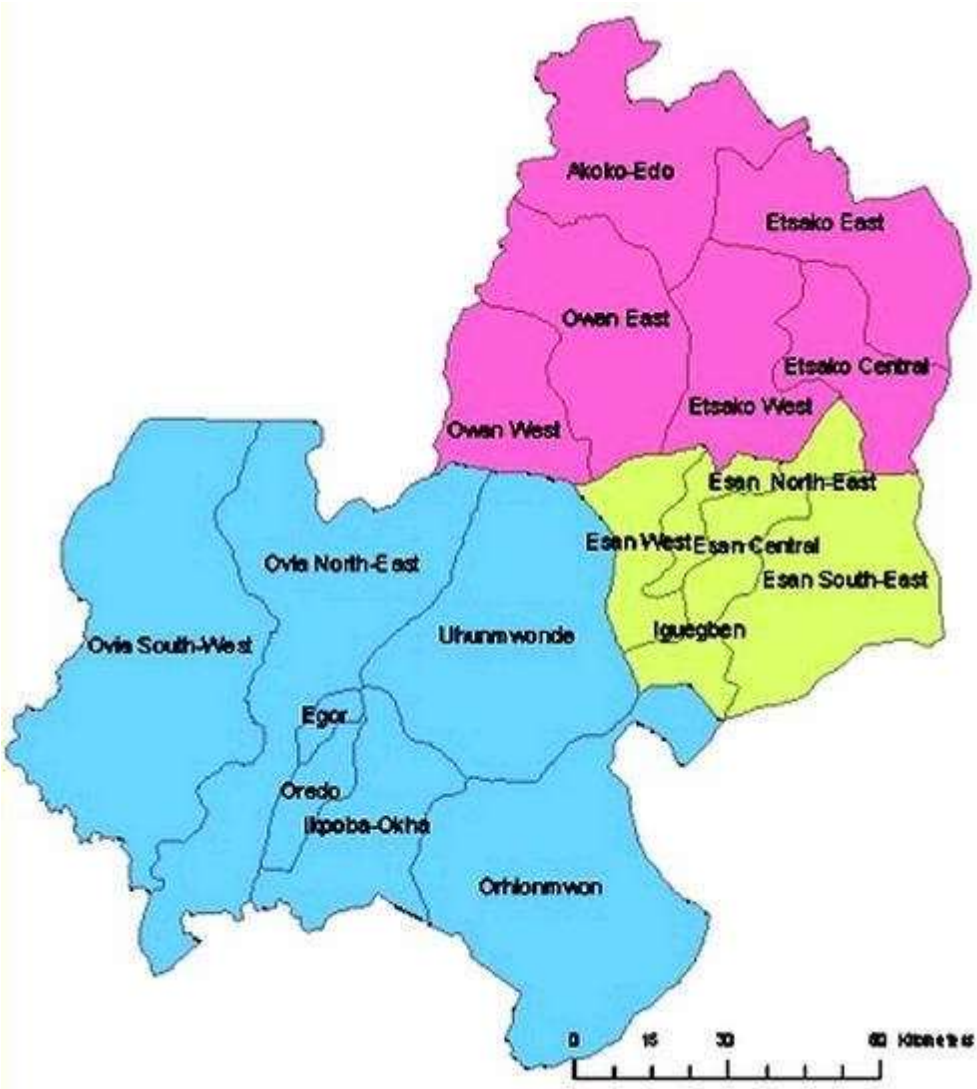 Akoko-Edo
Etsako East
Owan East
Etsako Central
Etsako West
Owan West
Esan North-East
Esan West
Esan Central
Ovia North-East
Esan South-East
Iguegben
Uhunmwonde
Ovia South-West
Egor
Oredo
Ikpoba-Okha
Orhionmwon
0 15 30 60 Kilometers